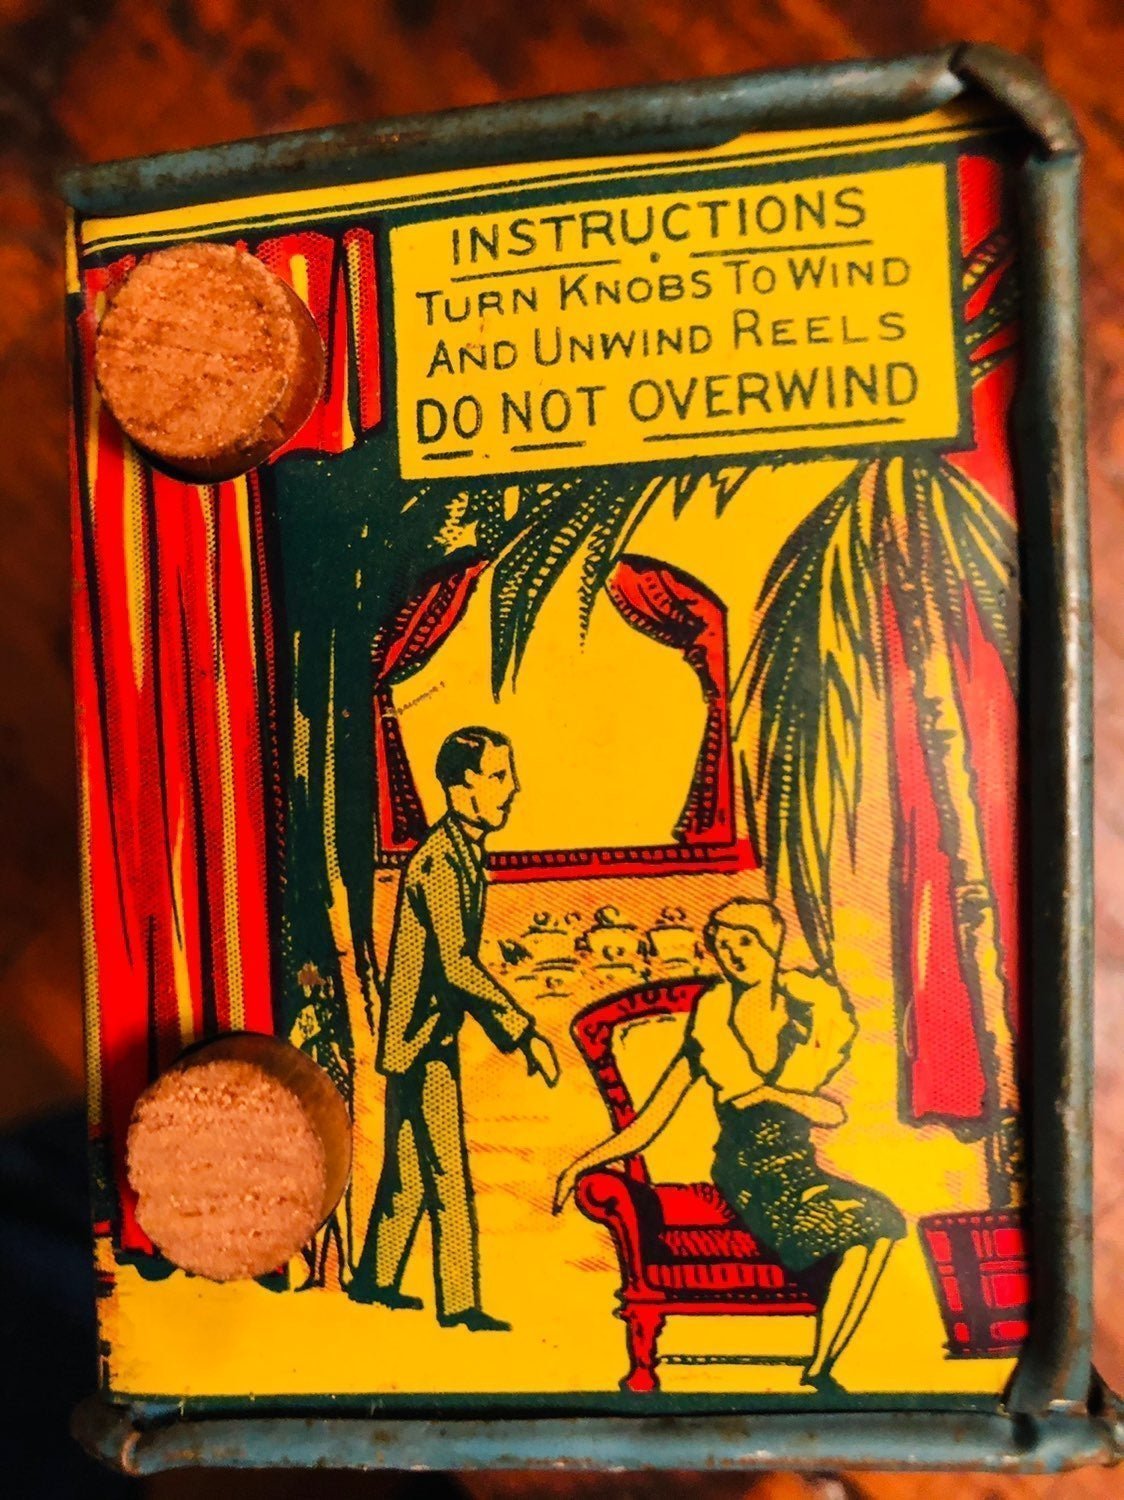 INSTRUCTIONS
TURN KNOBS TO WIND
AND UNWIND REELS
DO NOT OVERWIND